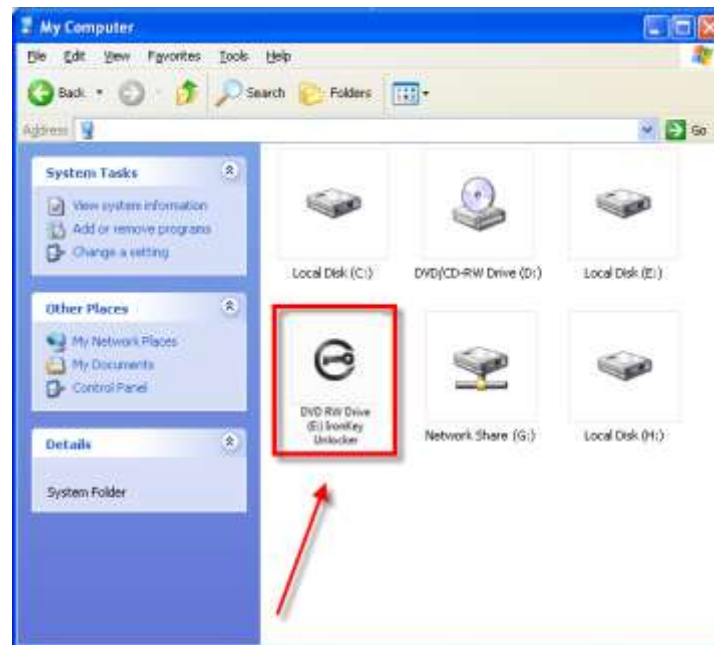 My Computer
File Edit View Favorites Tools Help
Back Search Folders
Address Go
System Tasks
View system information
Add or remove programs
Change a setting
Other Places
My Network Places
My Documents
Control Panel
Details
System Folder
Local Disk (C:)
DVD/CD-RW Drive (D:)
Local Disk (E:)
DVD RW Drive
(E:) IronKey
Unlocker
Network Share (G:)
Local Disk (H:)